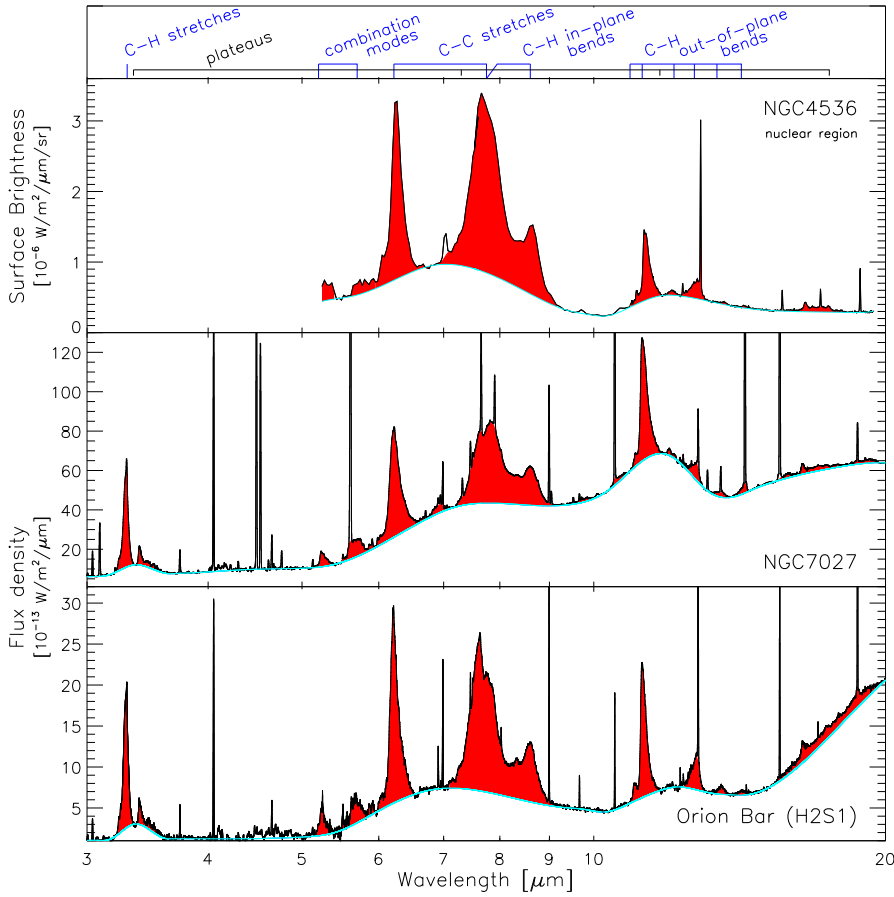 C-H stretches
plateaus
combination
modes
C-C stretches
C-H in-plane
bends
C-H out-of-plane
bends
NGC4536
nuclear region
Surface Brightness
[10⁻⁶ W/m²/μm/sr]
3
2
1
0
NGC7027
120
100
80
60
40
20
Flux density
[10⁻¹³ W/m²/μm]
30
25
20
15
10
5
Orion Bar (H2S1)
3 4 5 6 7 8 9 10 20
Wavelength [μm]